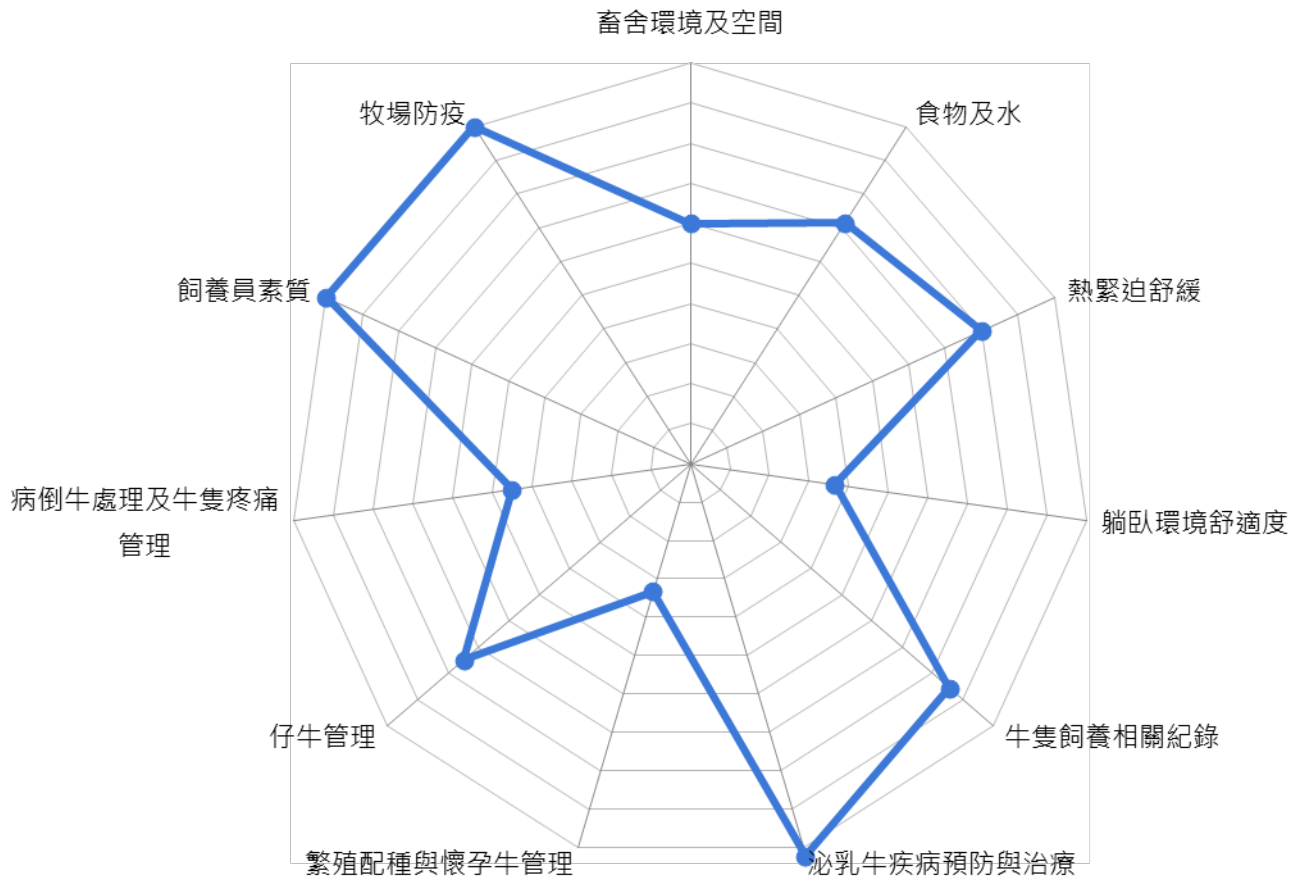 畜舍環境及空間
食物及水
熱緊迫舒緩
躺臥環境舒適度
牛隻飼養相關紀錄
泌乳牛疾病預防與治療
繁殖配種與懷孕牛管理
仔牛管理
病倒牛處理及牛隻疼痛
管理
飼養員素質
牧場防疫